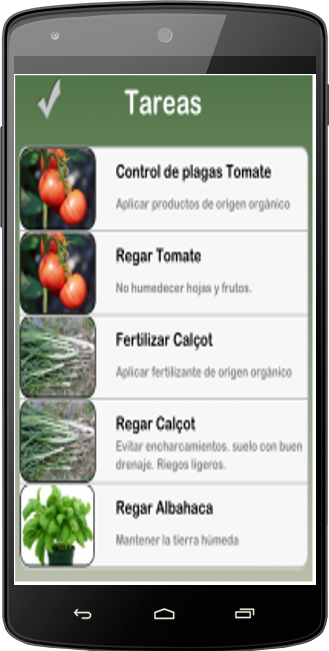 Tareas
Control de plagas Tomate
Aplicar productos de origen orgánico
Regar Tomate
No humedecer hojas y frutos.
Fertilizar Calçot
Aplicar fertilizante de origen orgánico
Regar Calçot
Evitar encharcamientos. suelo con buen
drenaje. Riegos ligeros.
Regar Albahaca
Mantener la tierra húmeda